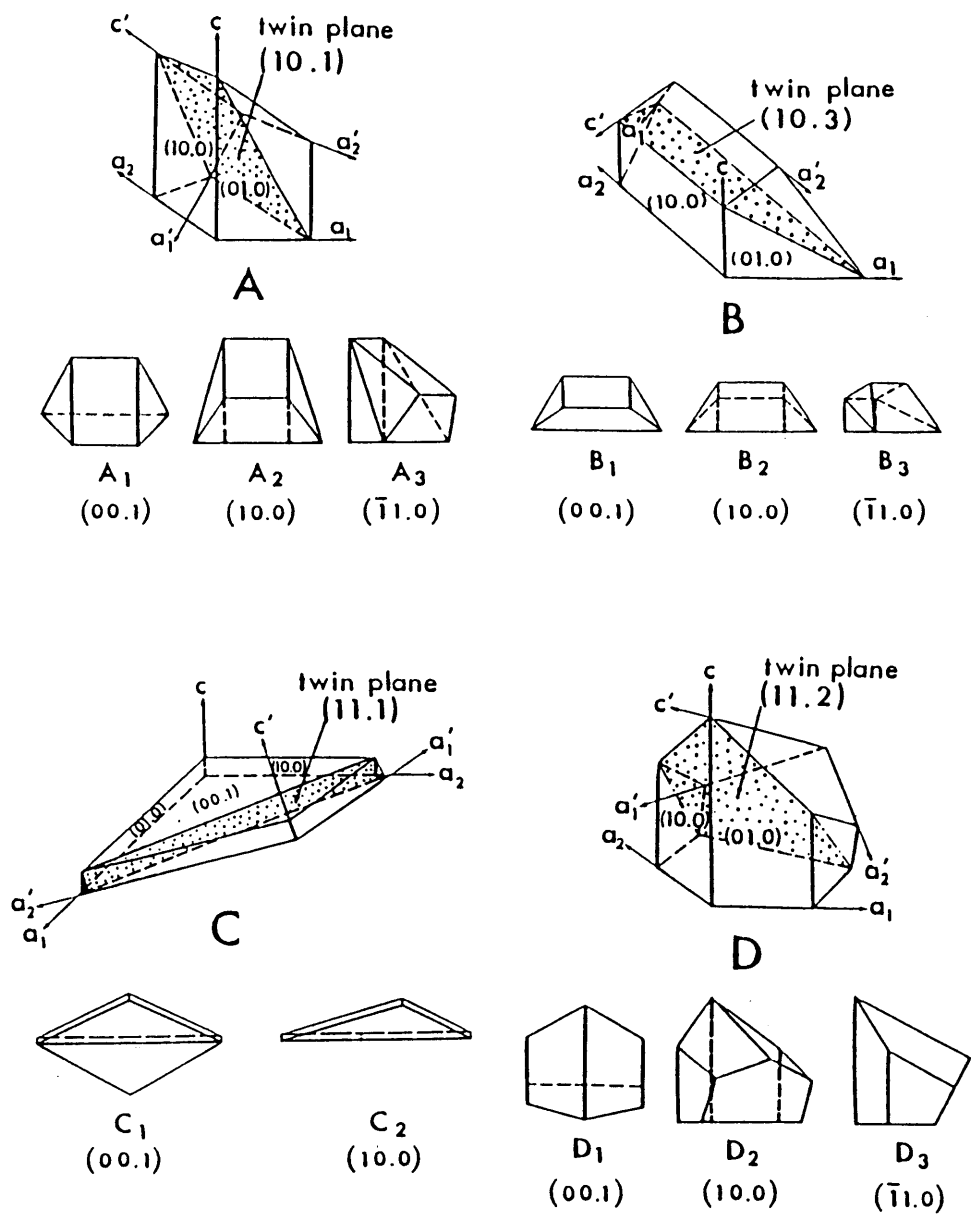 c'
c
twin plane
(10.1)
a₂'
(10.0)
a₂
(01.0)
a₁'
a₁
A
twin plane
(10.3)
c'
a₁'
c
a₂
a₂'
(10.0)
(01.0)
a₁
B
A₁
A₂
A₃
(00.1)
(10.0)
(1̅1.0)
B₁
B₂
B₃
(00.1)
(10.0)
(1̅1.0)
c
twin plane
(11.1)
c'
a₁'
(10.0)
a₂
(00.1)
(01.0)
a₂'
a₁
C
twin plane
(11.2)
c
c'
a₁'
(10.0)
a₂
(01.0)
a₂'
a₁
D
C₁
C₂
(00.1)
(10.0)
D₁
D₂
D₃
(00.1)
(10.0)
(1̅1.0)